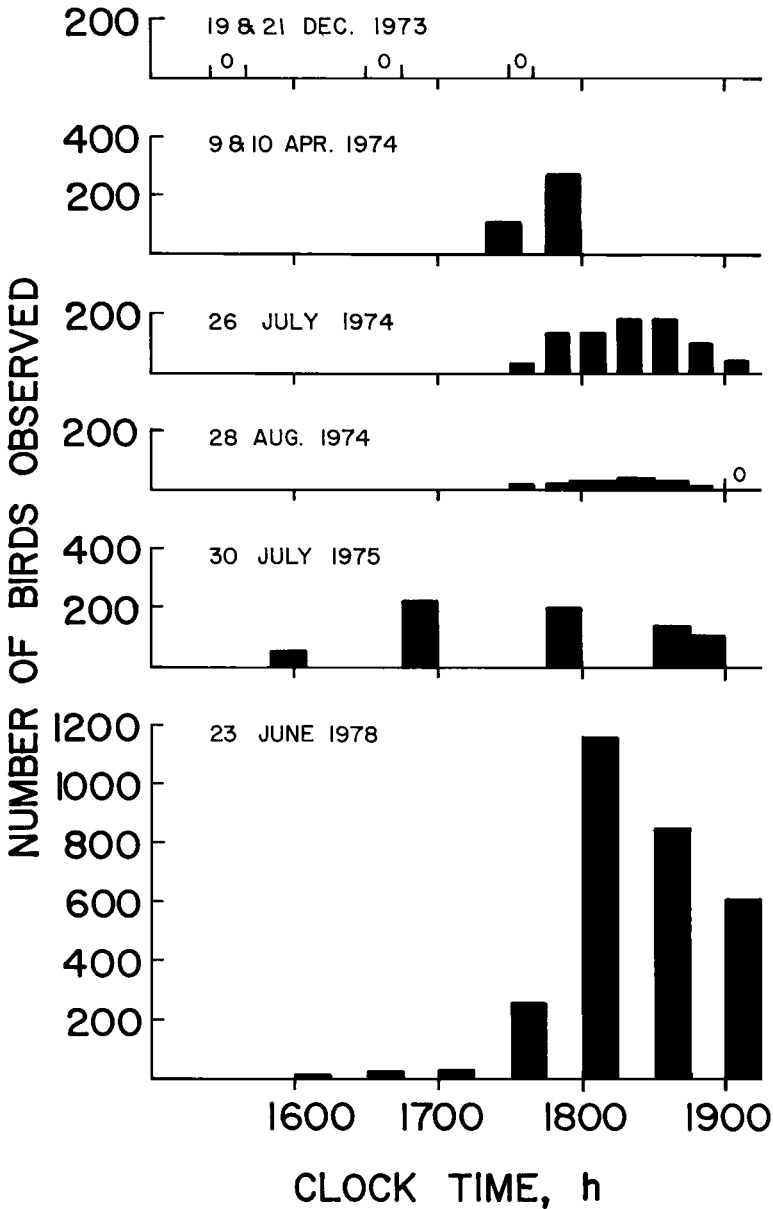 NUMBER OF BIRDS OBSERVED
200
19 & 21 DEC. 1973
0 0 0
400
200
9 & 10 APR. 1974
200
26 JULY 1974
200
28 AUG. 1974
0
400
200
30 JULY 1975
1200
1000
800
600
400
200
23 JUNE 1978
1600 1700 1800 1900
CLOCK TIME, h